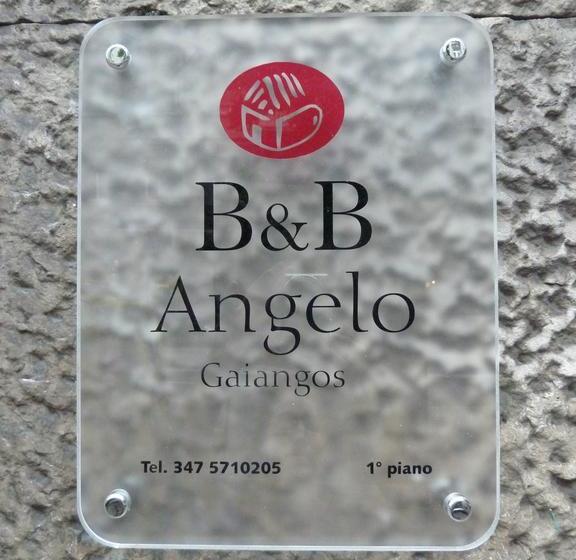 B&B
Angelo
Gaiangos
Tel. 347 5710205 1° piano